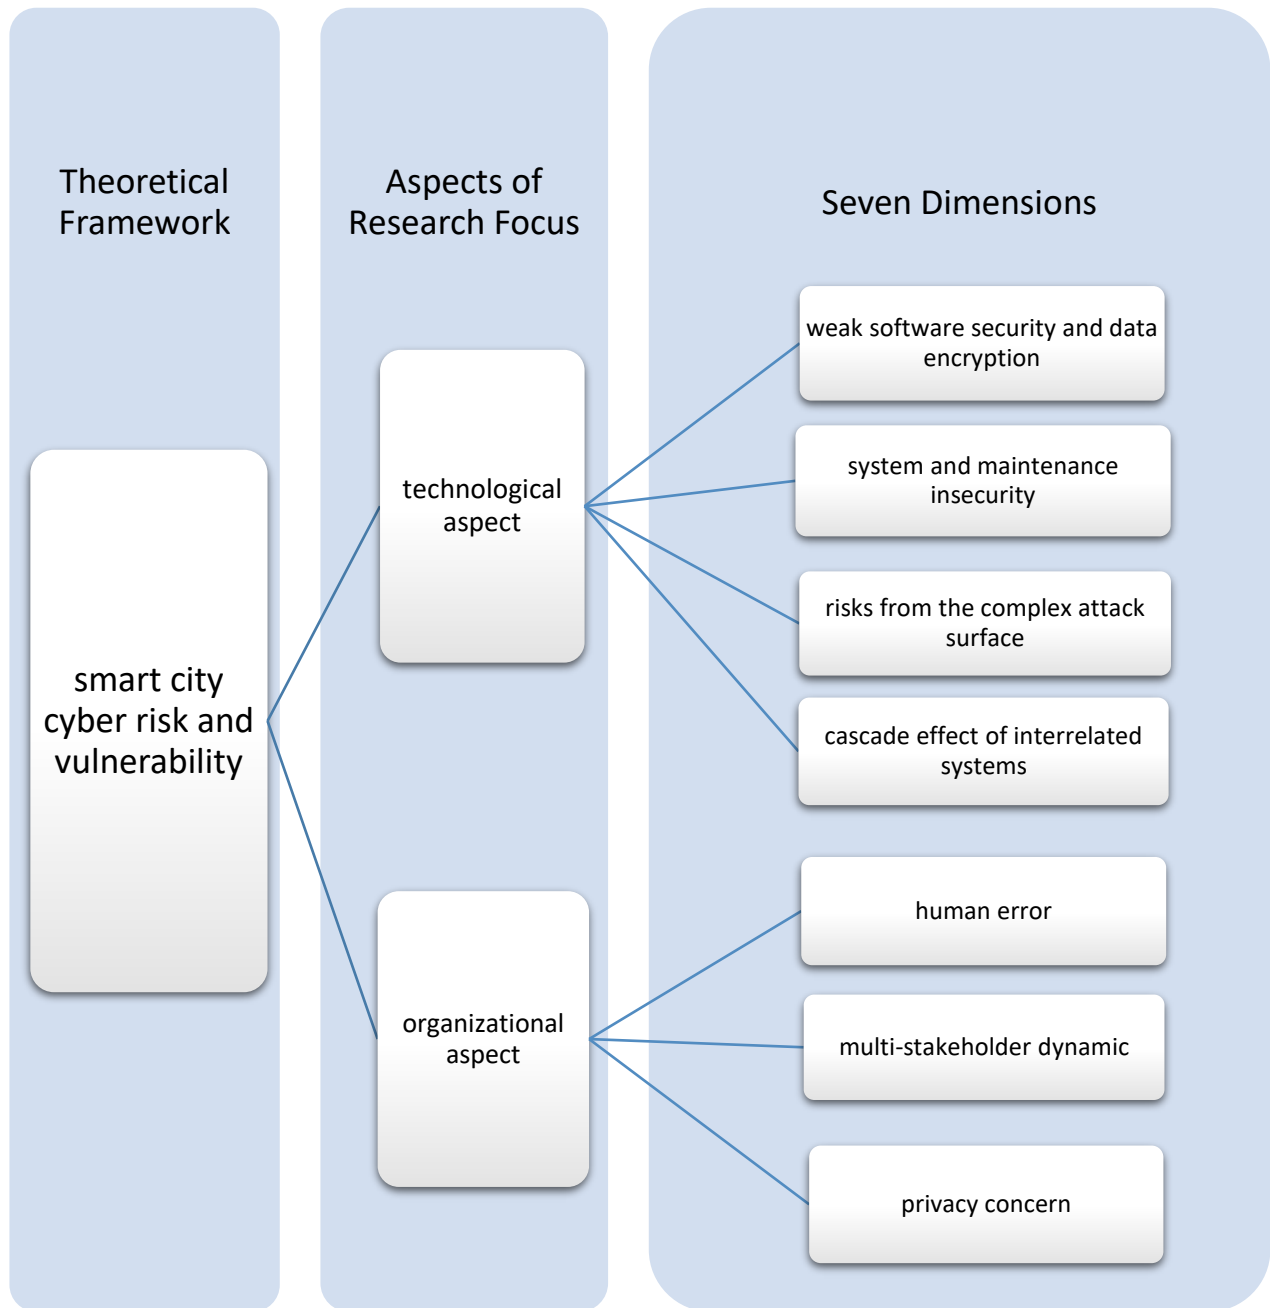 Theoretical
Framework
Aspects of
Research Focus
Seven Dimensions
smart city
cyber risk and
vulnerability
technological
aspect
organizational
aspect
weak software security and data
encryption
system and maintenance
insecurity
risks from the complex attack
surface
cascade effect of interrelated
systems
human error
multi-stakeholder dynamic
privacy concern